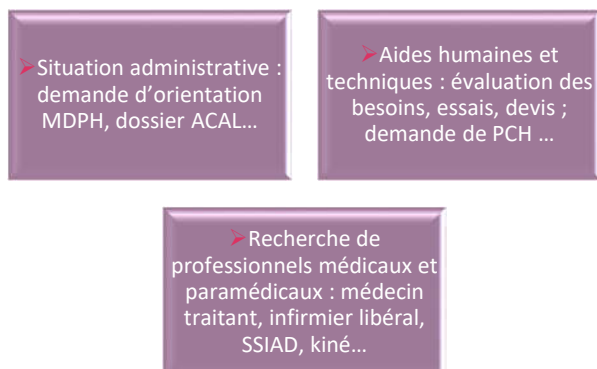 ➢Situation administrative :
demande d’orientation
MDPH, dossier ACAL…
➢Aides humaines et
techniques : évaluation des
besoins, essais, devis ;
demande de PCH …
➢Recherche de
professionnels médicaux et
paramédicaux : médecin
traitant, infirmier libéral,
SSIAD, kiné…